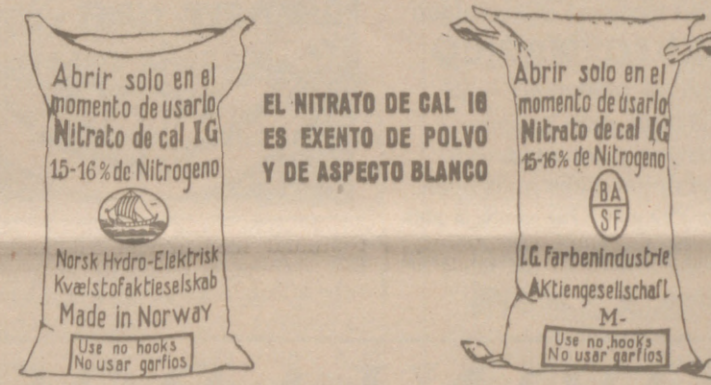 Abrir solo en el
momento de usarlo
Nitrato de cal IG
15-16% de Nitrogeno
Norsk Hydro-Elektrisk
Kvælstofaktieselskab
Made in Norway
Use no hooks
No usar garfios
EL NITRATO DE CAL IG
ES EXENTO DE POLVO
Y DE ASPECTO BLANCO
Abrir solo en el
momento de usarlo
Nitrato de cal IG
15-16% de Nitrogeno
BA
SF
I.G. Farbenindustrie
Aktiengesellschaft
M-
Use no hooks
No usar garfios